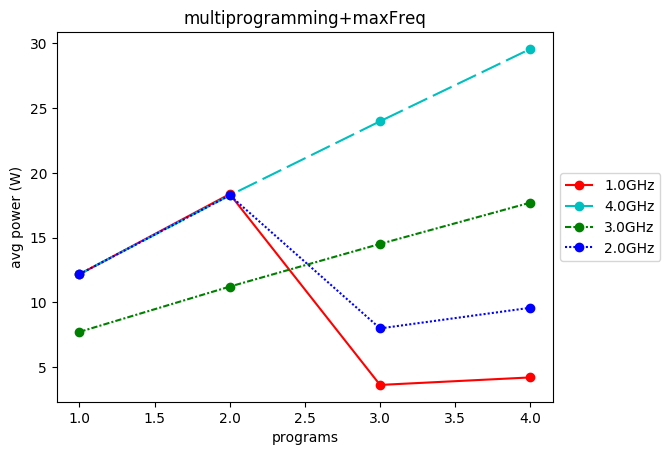 multiprogramming+maxFreq
30
25
20
15
10
5
avg power (W)
1.0 1.5 2.0 2.5 3.0 3.5 4.0
programs
1.0GHz
4.0GHz
3.0GHz
2.0GHz